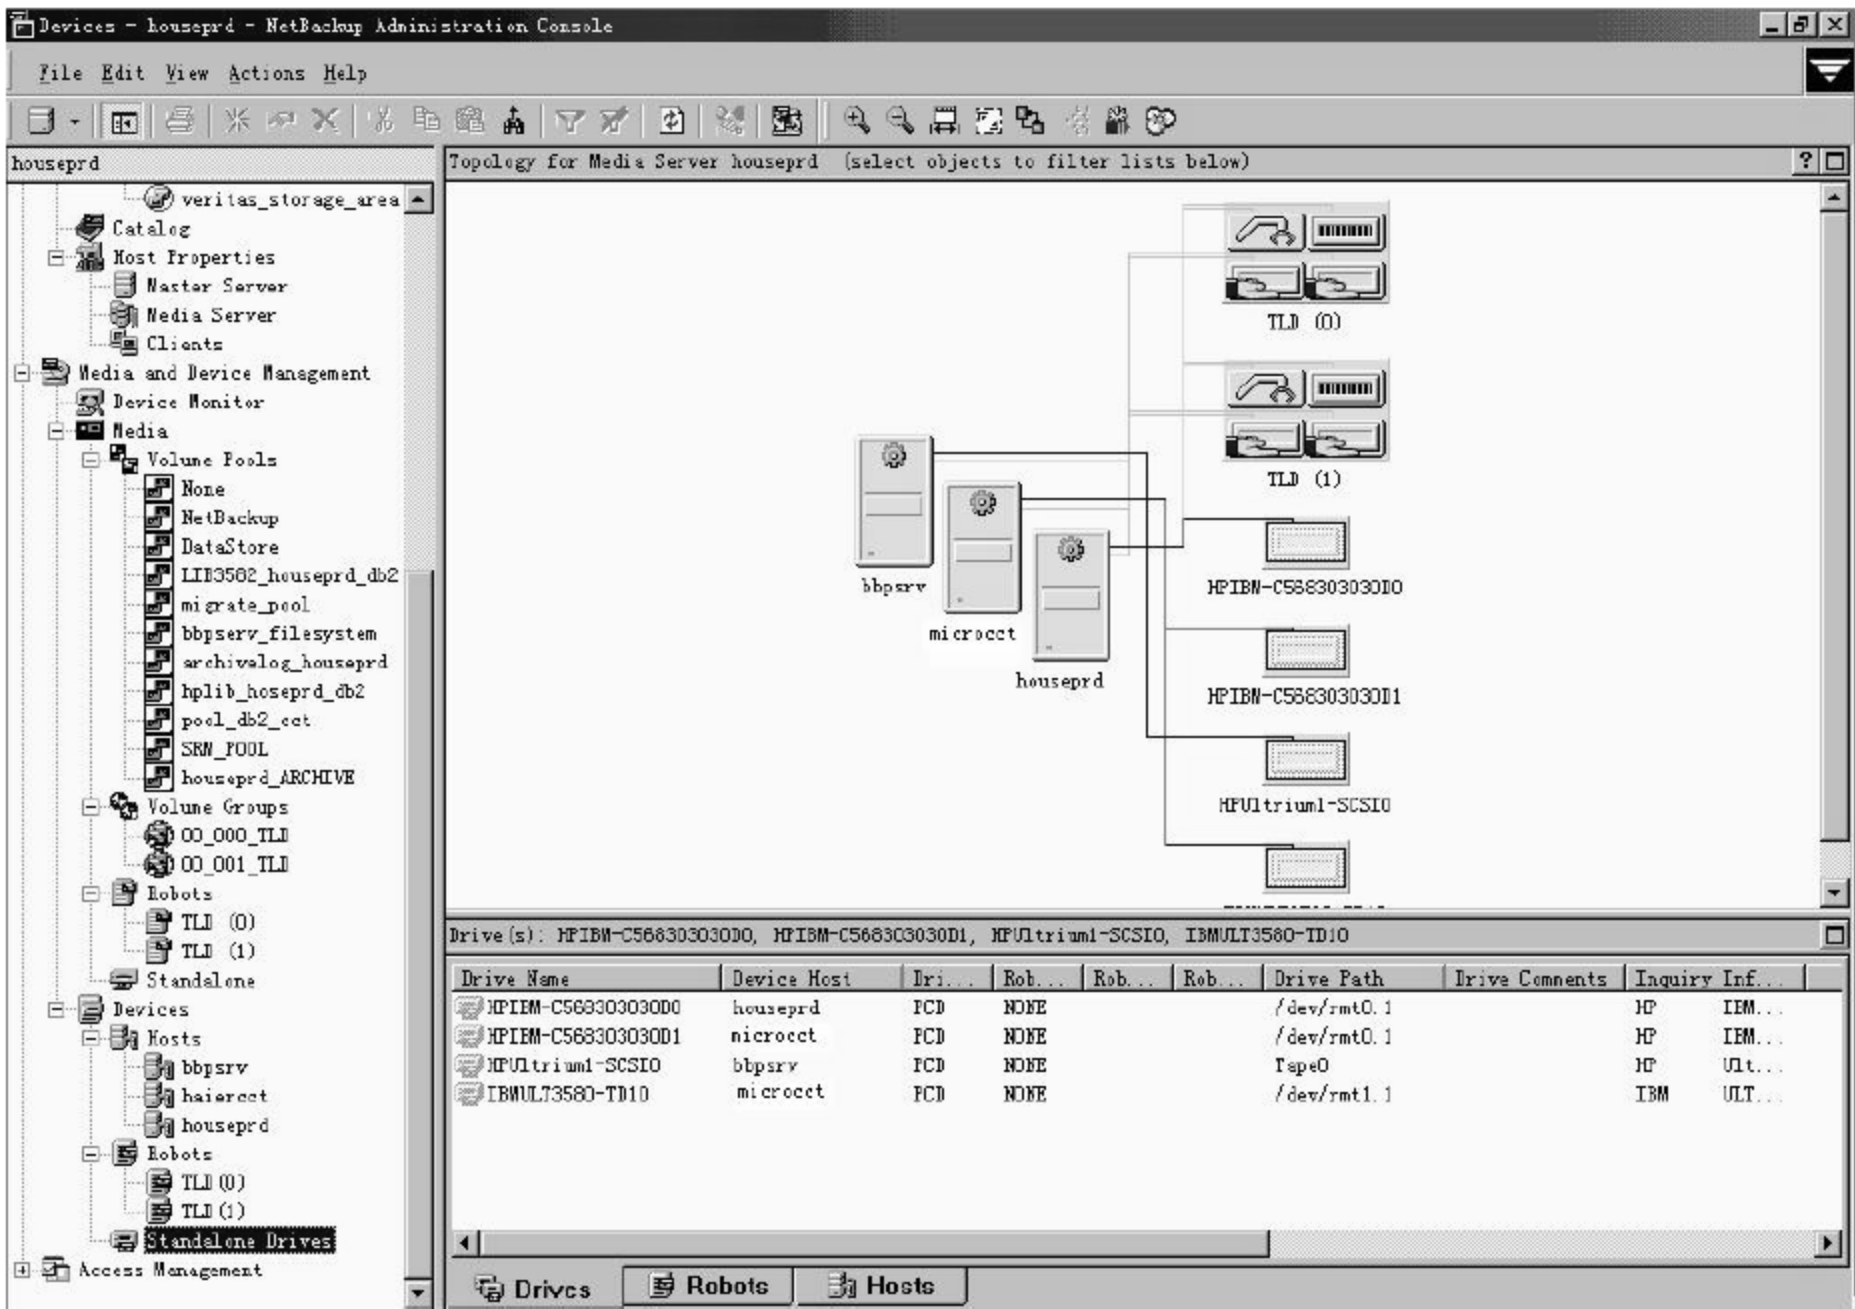 Devices - houseprd - NetBackup Administration Console
File Edit View Actions Help
houseprd
veritas_storage_area
Catalog
Host Properties
Master Server
Media Server
Clients
Media and Device Management
Device Monitor
Media
Volume Pools
None
NetBackup
DataStore
LIB3582_houseprd_db2
migrate_pool
bbpserv_filesystem
archivelog_houseprd
hplib_hoseprd_db2
pool_db2_cct
SRM_POOL
houseprd_ARCHIVE
Volume Groups
00_000_TLD
00_001_TLD
Robots
TLD (0)
TLD (1)
Standalone
Devices
Hosts
bbpsrv
haiercct
houseprd
Robots
TLD(0)
TLD(1)
Standalone Drives
Access Management
Topology for Media Server houseprd (select objects to filter lists below)
?
TLD (0)
TLD (1)
bbpsrv
microcct
houseprd
HPIBM-C568303030D0
HPIBM-C568303030D1
HPUltrium1-SCSI0
Drive(s): HPIBM-C568303030D0, HPIBM-C568303030D1, HPUltrium1-SCSI0, IBMULT3580-TD10
Drive Name Device Host Dri... Rob... Rob... Rob... Drive Path Drive Comments Inquiry Inf...
HPIBM-C568303030D0 houseprd PCD NONE /dev/rmt0.1 HP IBM...
HPIBM-C568303030D1 microcct PCD NONE /dev/rmt0.1 HP IBM...
HPUltrium1-SCSI0 bbpsrv PCD NONE Tape0 HP Ult...
IBMULT3580-TD10 microcct PCD NONE /dev/rmt1.1 IBM ULT...
Drives Robots Hosts